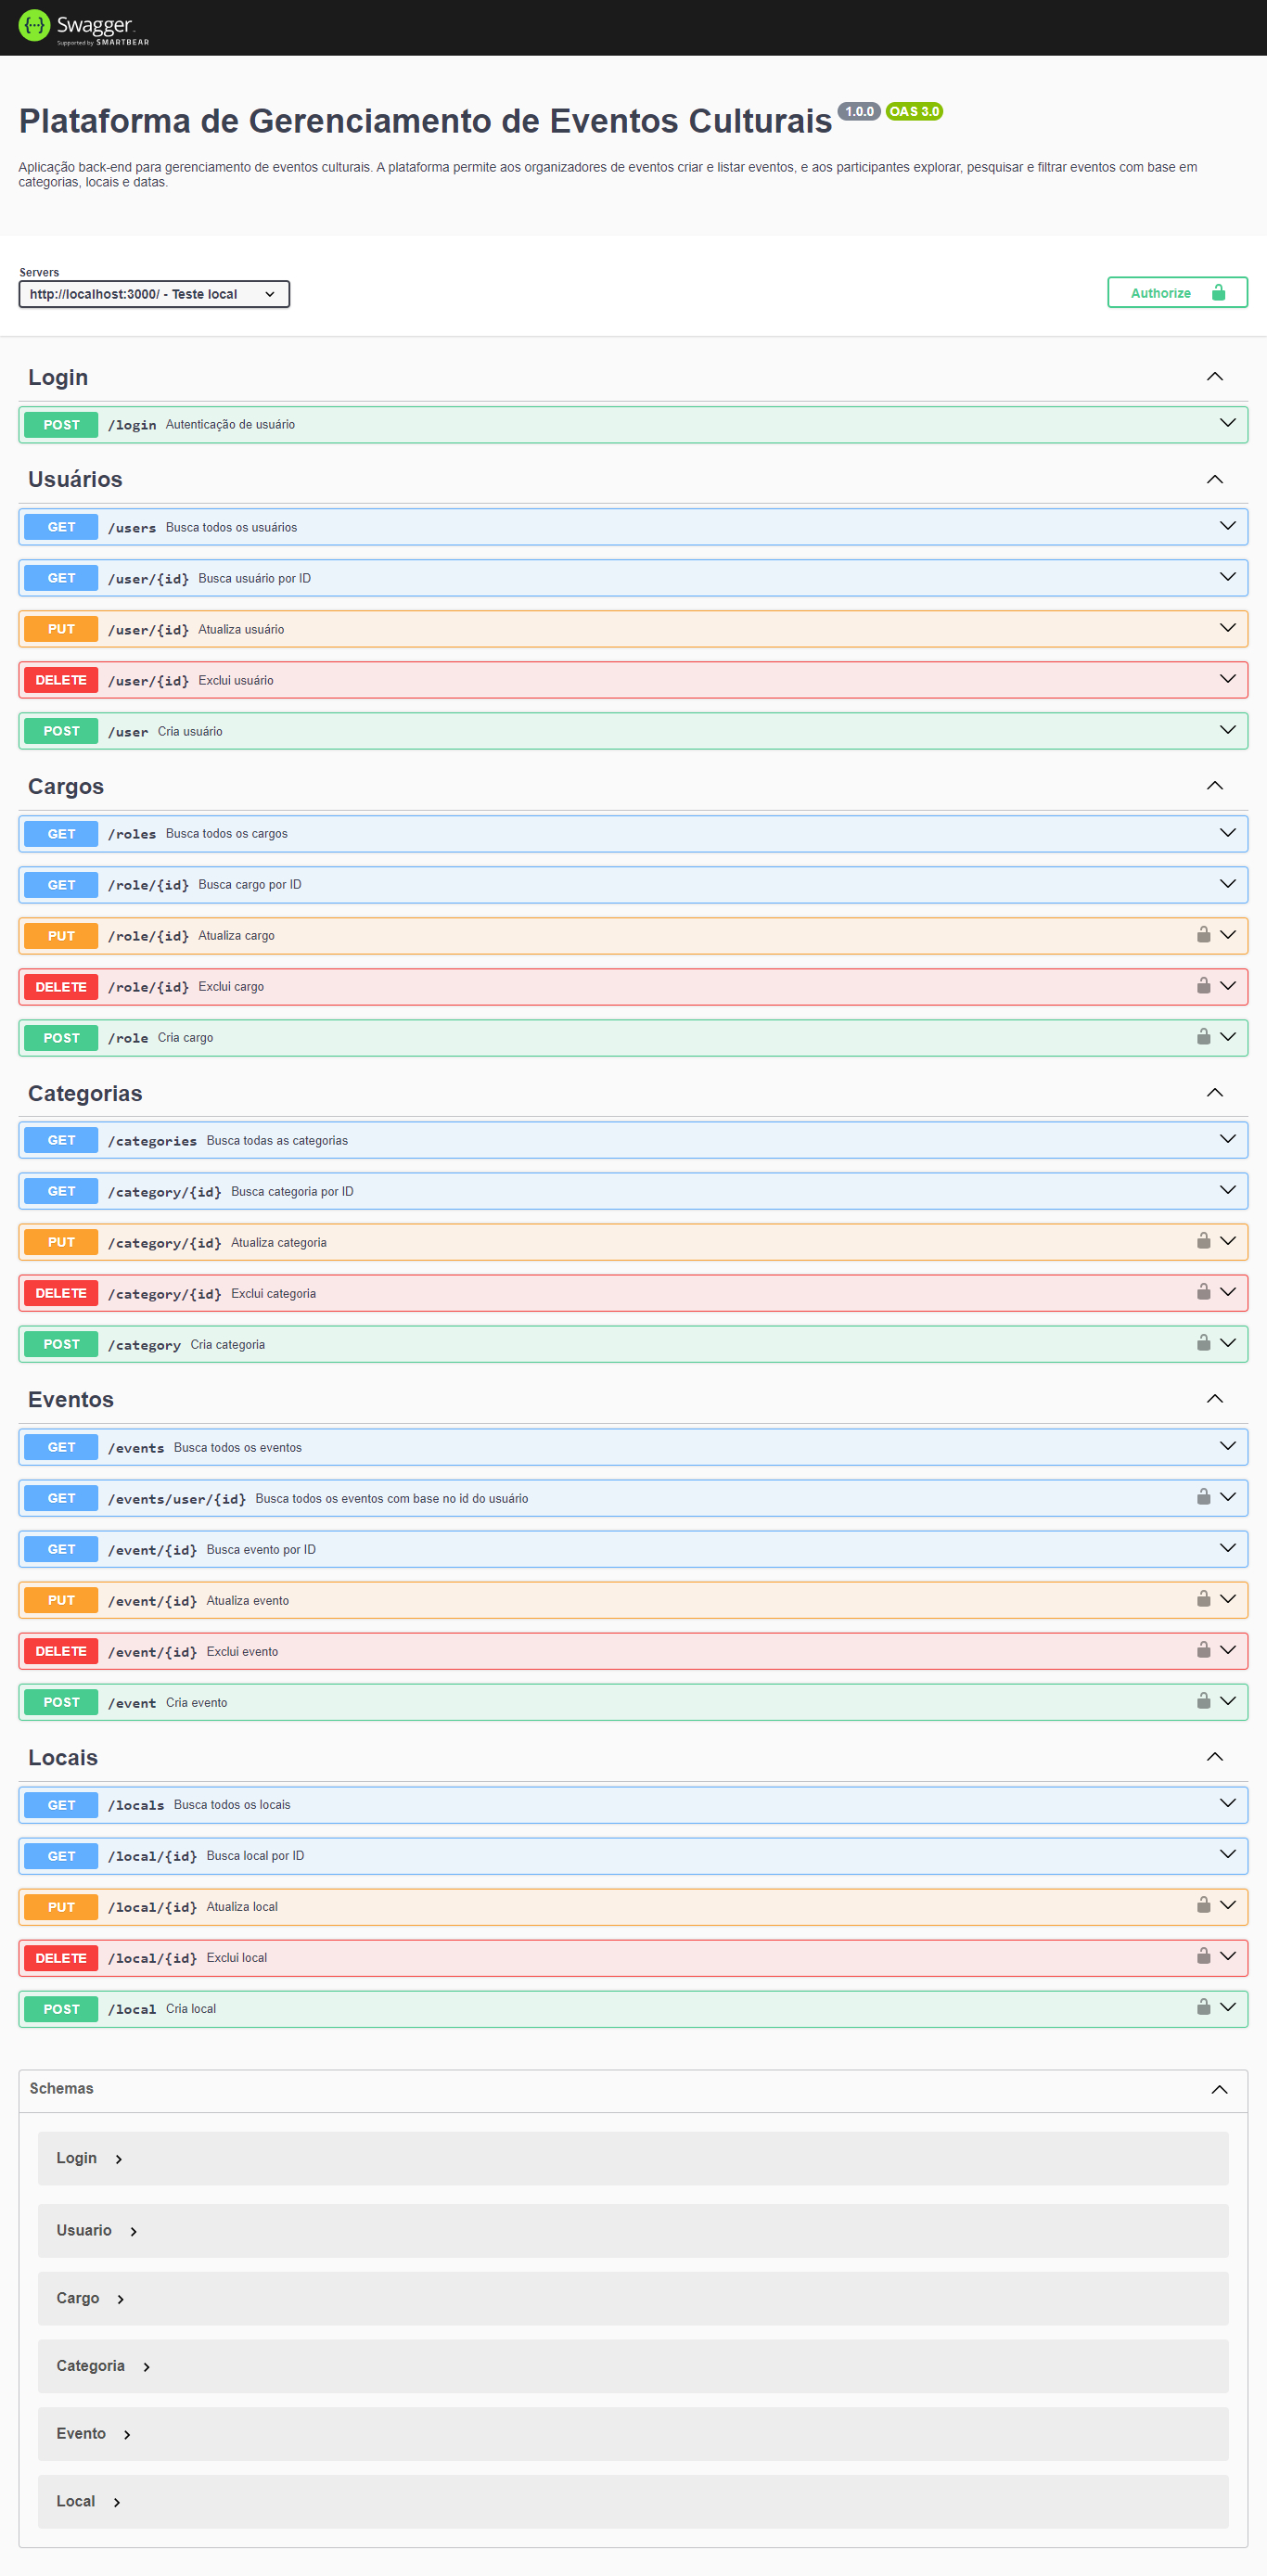 Swagger
Supported by SMARTBEAR
Plataforma de Gerenciamento de Eventos Culturais 1.0.0 OAS 3.0
Aplicação back-end para gerenciamento de eventos culturais. A plataforma permite aos organizadores de eventos criar e listar eventos, e aos participantes explorar, pesquisar e filtrar eventos com base em
categorias, locais e datas.
Servers
http://localhost:3000/ - Teste local
Authorize
Login
POST /login Autenticação de usuário
Usuários
GET /users Busca todos os usuários
GET /user/{id} Busca usuário por ID
PUT /user/{id} Atualiza usuário
DELETE /user/{id} Exclui usuário
POST /user Cria usuário
Cargos
GET /roles Busca todos os cargos
GET /role/{id} Busca cargo por ID
PUT /role/{id} Atualiza cargo
DELETE /role/{id} Exclui cargo
POST /role Cria cargo
Categorias
GET /categories Busca todas as categorias
GET /category/{id} Busca categoria por ID
PUT /category/{id} Atualiza categoria
DELETE /category/{id} Exclui categoria
POST /category Cria categoria
Eventos
GET /events Busca todos os eventos
GET /events/user/{id} Busca todos os eventos com base no id do usuário
GET /event/{id} Busca evento por ID
PUT /event/{id} Atualiza evento
DELETE /event/{id} Exclui evento
POST /event Cria evento
Locais
GET /locals Busca todos os locais
GET /local/{id} Busca local por ID
PUT /local/{id} Atualiza local
DELETE /local/{id} Exclui local
POST /local Cria local
Schemas
Login
Usuario
Cargo
Categoria
Evento
Local